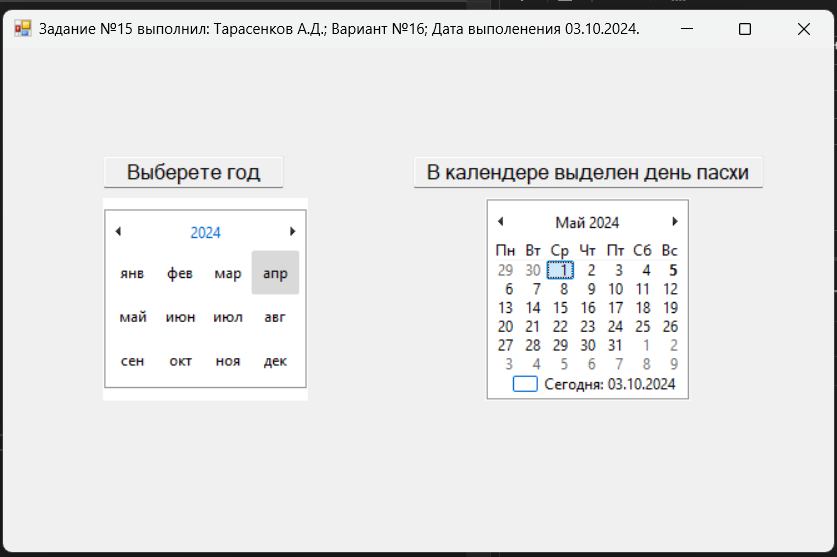 Задание №15 выполнил: Тарасенков А.Д.; Вариант №16; Дата выполенения 03.10.2024.
Выберете год
В календере выделен день пасхи
2024
янв фев мар апр
май июн июл авг
сен окт ноя дек
Май 2024
Пн Вт Ср Чт Пт Сб Вс
29 30 1 2 3 4 5
6 7 8 9 10 11 12
13 14 15 16 17 18 19
20 21 22 23 24 25 26
27 28 29 30 31 1 2
3 4 5 6 7 8 9
Сегодня: 03.10.2024